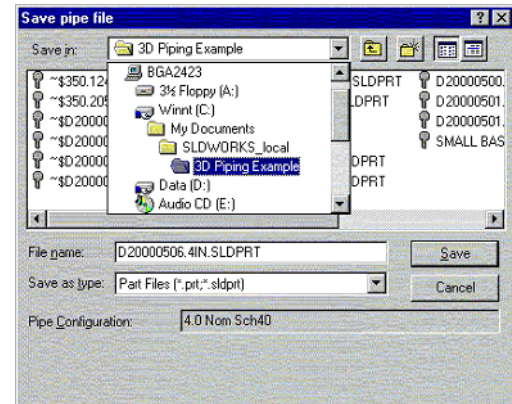 Save pipe file
Save in: 3D Piping Example
BGA2423
3½ Floppy (A:)
Winnt (C:)
My Documents
SLDWORKS_local
3D Piping Example
Data (D:)
Audio CD (E:)
~$350.124
~$350.205
~$D20000
~$D20000
~$D20000
~$D20000
SLDPRT
LDPRT
DPRT
DPRT
D20000500.
D20000501.
D20000501.
SMALL BAS
File name: D20000506.4IN.SLDPRT
Save
Save as type: Part Files (*.prt;*.sldprt)
Cancel
Pipe Configuration: 4.0 Nom Sch40